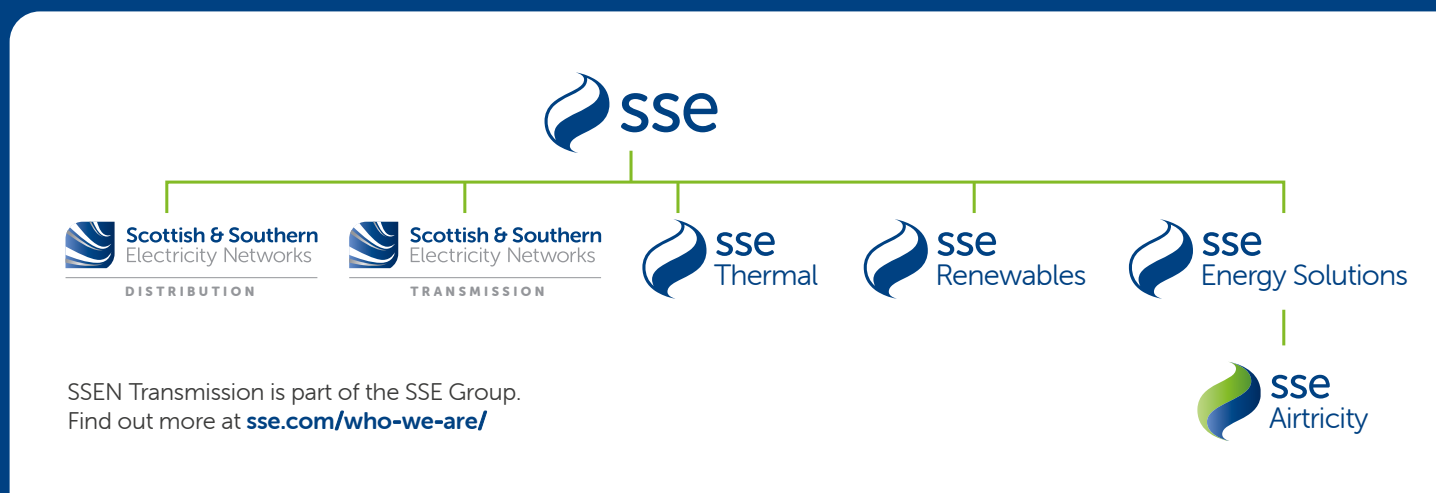 sse
Scottish & Southern
Electricity Networks
DISTRIBUTION
Scottish & Southern
Electricity Networks
TRANSMISSION
sse
Thermal
sse
Renewables
sse
Energy Solutions
SSEN Transmission is part of the SSE Group.
Find out more at sse.com/who-we-are/
sse
Airtricity